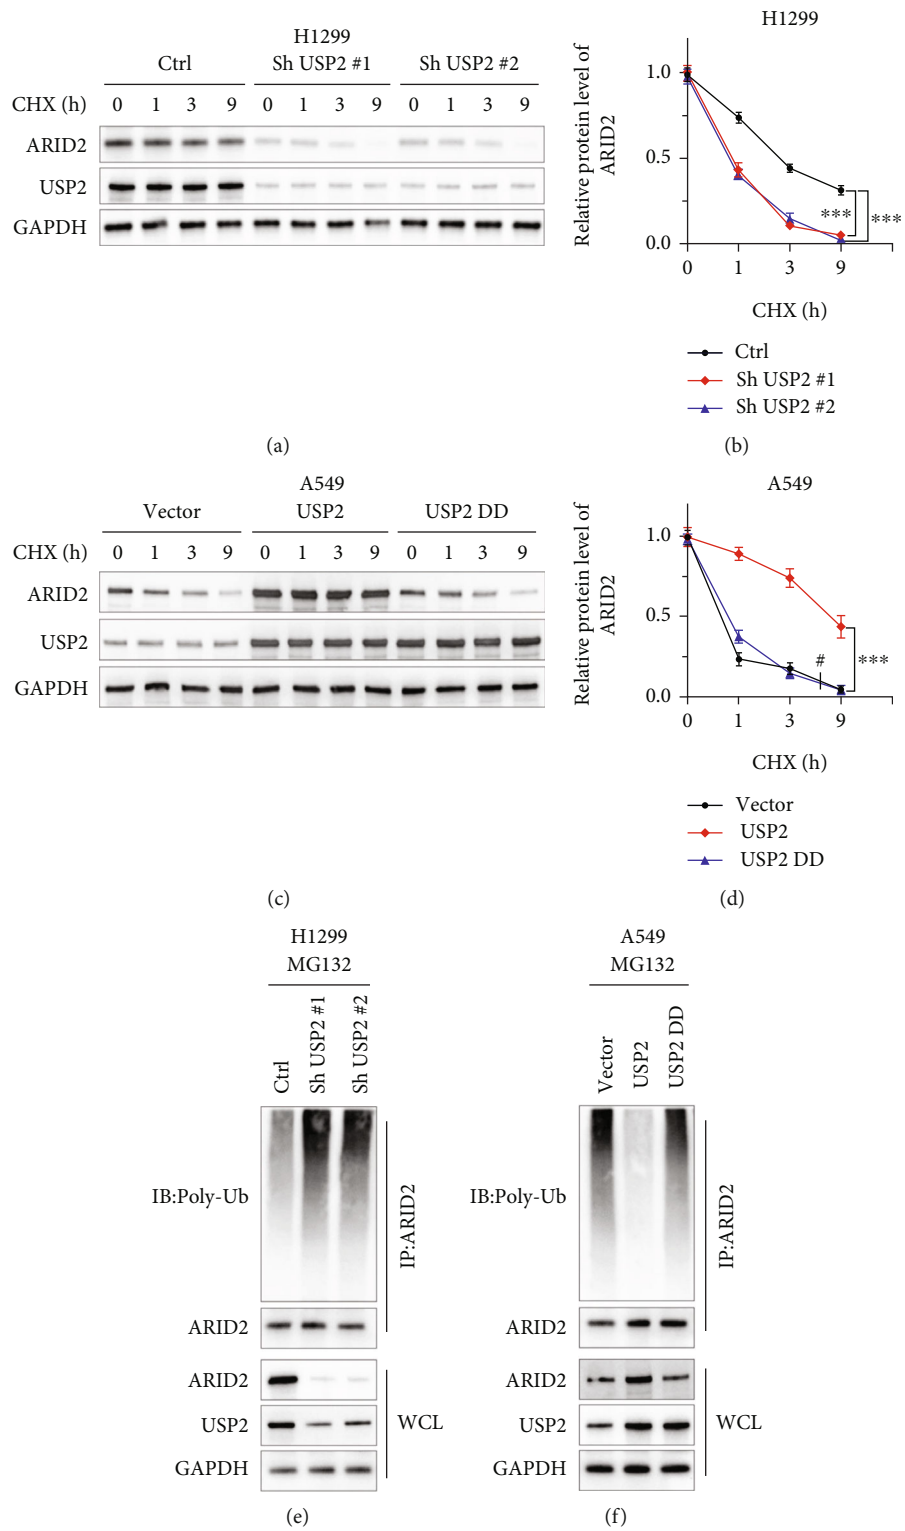 H1299
Ctrl Sh USP2 #1 Sh USP2 #2
CHX (h) 0 1 3 9 0 1 3 9 0 1 3 9
ARID2
USP2
GAPDH
(a)
H1299
Relative protein level of
ARID2
1.0
0.5
0.0
0 1 3 9
*** ***
CHX (h)
Ctrl
Sh USP2 #1
Sh USP2 #2
(b)
A549
Vector USP2 USP2 DD
CHX (h) 0 1 3 9 0 1 3 9 0 1 3 9
ARID2
USP2
GAPDH
(c)
A549
Relative protein level of
ARID2
1.0
0.5
0.0
0 1 3 9
# ***
CHX (h)
Vector
USP2
USP2 DD
(d)
H1299
MG132
Ctrl
Sh USP2 #1
Sh USP2 #2
IB:Poly-Ub
ARID2
IP:ARID2
ARID2
USP2
GAPDH
WCL
(e)
A549
MG132
Vector
USP2
USP2 DD
IB:Poly-Ub
ARID2
IP:ARID2
ARID2
USP2
GAPDH
WCL
(f)